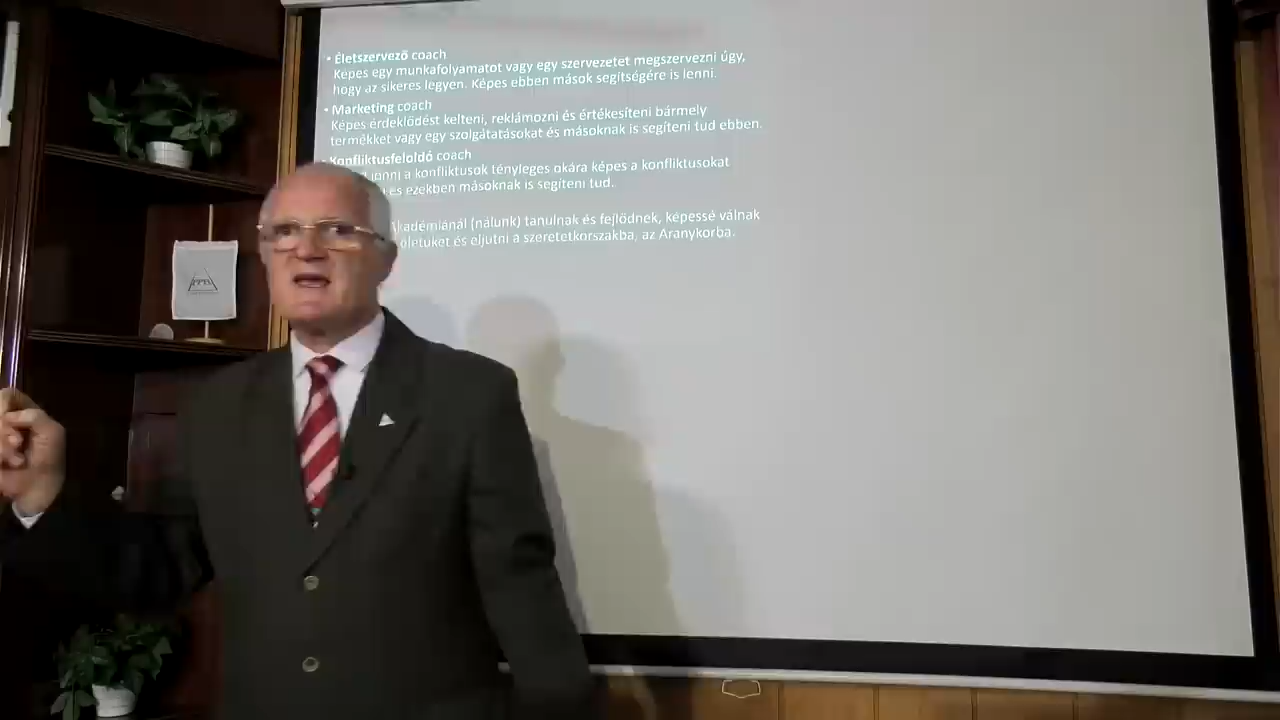 • Életszervező coach
Képes egy munkafolyamatot vagy egy szervezetet megszervezni úgy,
hogy az sikeres legyen. Képes ebben mások segítségére is lenni.
• Marketing coach
Képes érdeklődést kelteni, reklámozni és értékesíteni bármely
termékket vagy egy szolgátatásokat és másoknak is segíteni tud ebben.
• Konfliktusfeloldó coach
a konfliktusok tényleges okára képes a konfliktusokat
és ezekben másoknak is segíteni tud.
Akadémiánál (nálunk) tanulnak és fejlődnek, képessé válnak
életüket és eljutni a szeretetkorszakba, az Aranykorba.